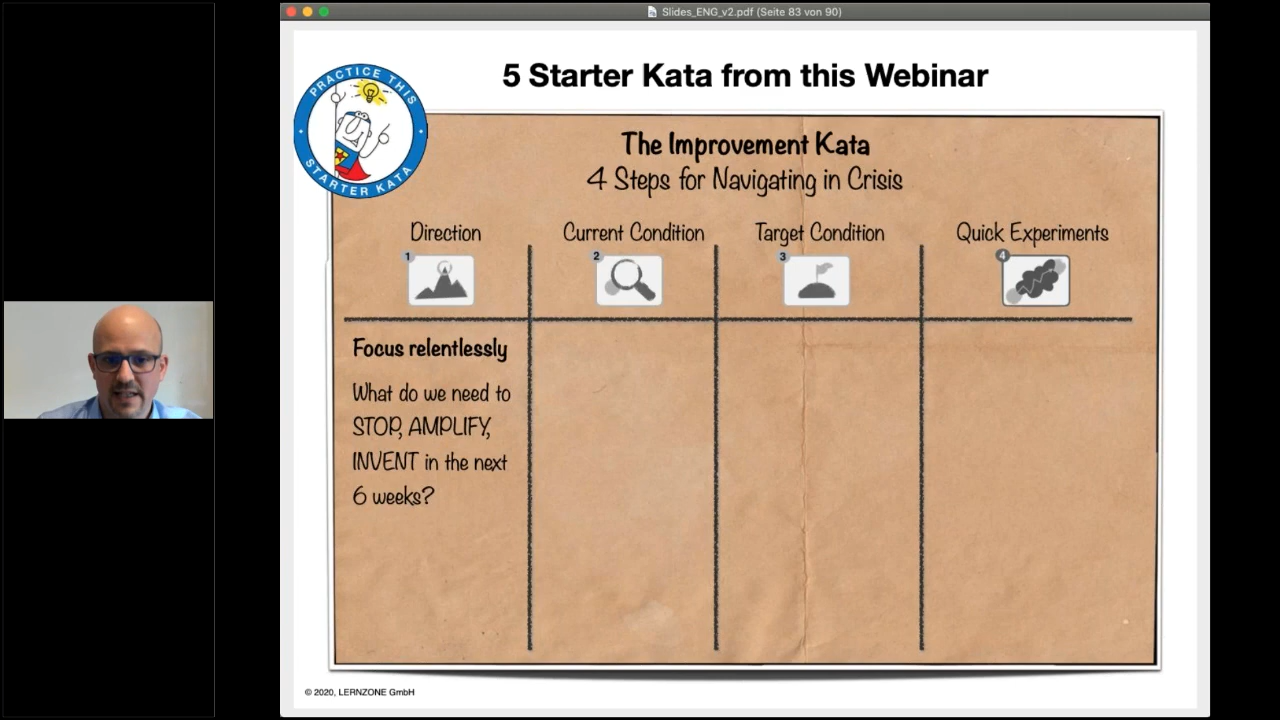 Slides_ENG_v2.pdf (Seite 83 von 90)
5 Starter Kata from this Webinar
PRACTICE THIS
STARTER KATA
The Improvement Kata
4 Steps for Navigating in Crisis
Direction
Current Condition
Target Condition
Quick Experiments
1
2
3
4
Focus relentlessly
What do we need to
STOP, AMPLIFY,
INVENT in the next
6 weeks?
© 2020, LERNZONE GmbH